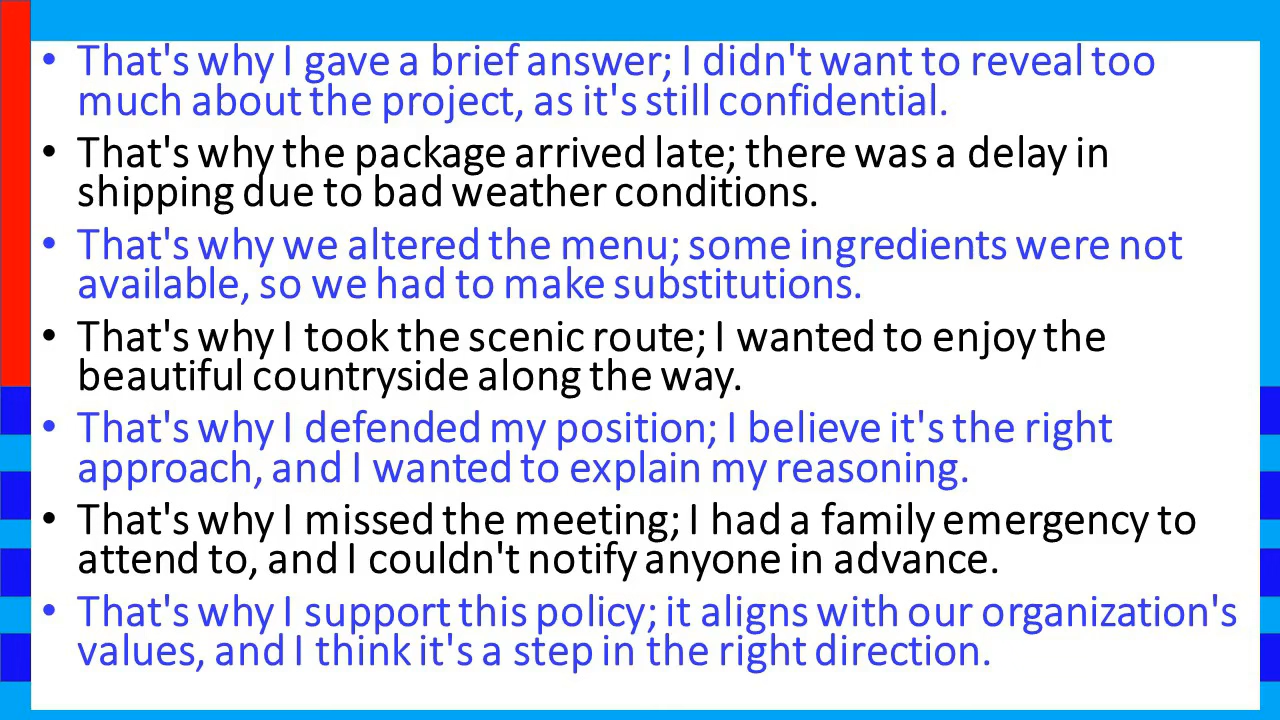 • That's why I gave a brief answer; I didn't want to reveal too
much about the project, as it's still confidential.
• That's why the package arrived late; there was a delay in
shipping due to bad weather conditions.
• That's why we altered the menu; some ingredients were not
available, so we had to make substitutions.
• That's why I took the scenic route; I wanted to enjoy the
beautiful countryside along the way.
• That's why I defended my position; I believe it's the right
approach, and I wanted to explain my reasoning.
• That's why I missed the meeting; I had a family emergency to
attend to, and I couldn't notify anyone in advance.
• That's why I support this policy; it aligns with our organization's
values, and I think it's a step in the right direction.